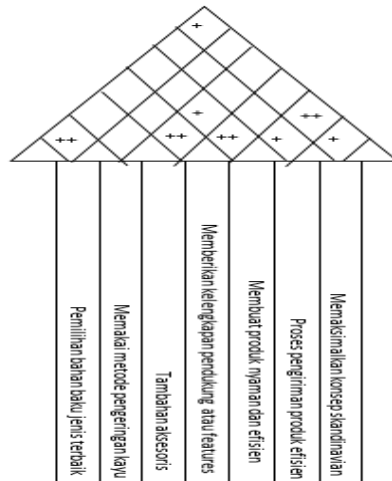 +
+
++
++
++
++
+
+
Pemilihan bahan baku jenis terbaik
Memakai metode pengeringan kayu
Tambahan aksesoris
Memberikan kelengkapan pendukung atau features
Membuat produk nyaman dan efisien
Proses pengiriman produk efisien
Memaksimalkan konsep skandinavian